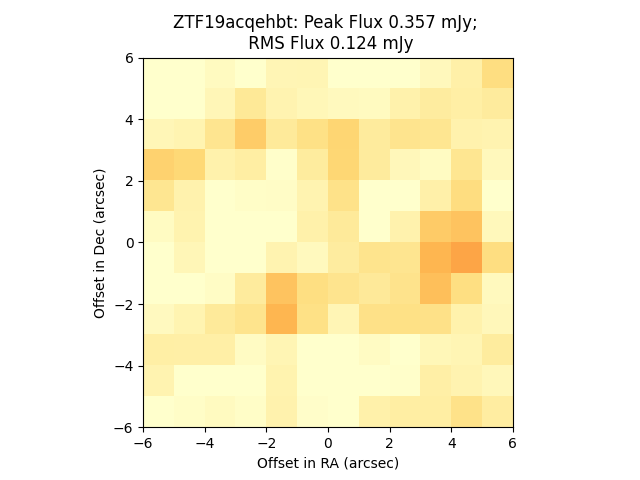 ZTF19acqehbt: Peak Flux 0.357 mJy;
RMS Flux 0.124 mJy
6
4
2
0
−2
−4
−6
Offset in Dec (arcsec)
−6 −4 −2 0 2 4 6
Offset in RA (arcsec)